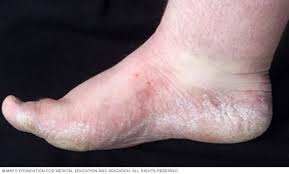 © MAYO FOUNDATION FOR MEDICAL EDUCATION AND RESEARCH. ALL RIGHTS RESERVED.